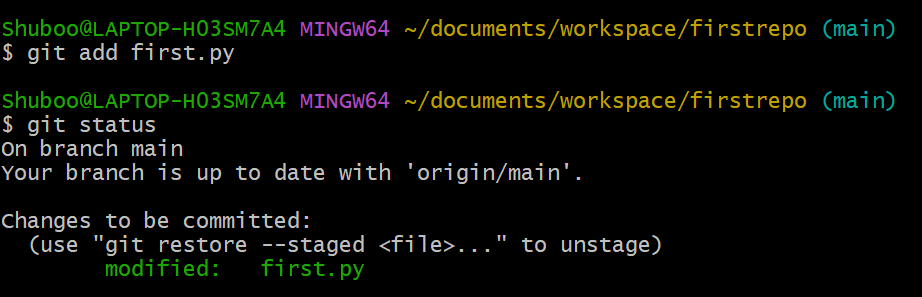 Shuboo@LAPTOP-HO3SM7A4 MINGW64 ~/documents/workspace/firstrepo (main)
$ git add first.py
Shuboo@LAPTOP-HO3SM7A4 MINGW64 ~/documents/workspace/firstrepo (main)
$ git status
On branch main
Your branch is up to date with 'origin/main'.
Changes to be committed:
  (use "git restore --staged <file>..." to unstage)
        modified:   first.py